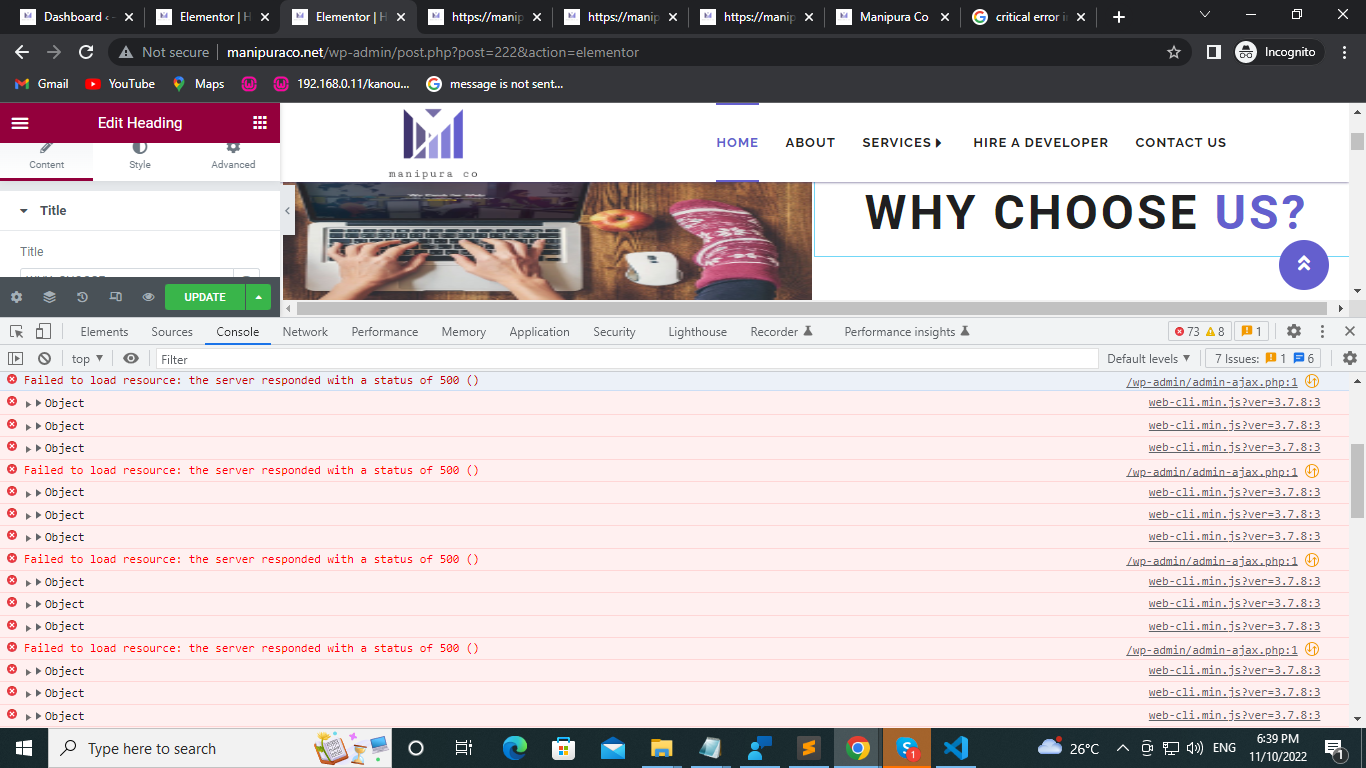 Dashboard ‹
Elementor | H
Elementor | H
https://manip
https://manip
https://manip
Manipura Co
critical error i
Not secure
manipuraco.net/wp-admin/post.php?post=222&action=elementor
Incognito
Gmail
YouTube
Maps
192.168.0.11/kanou...
message is not sent...
Edit Heading
Content
Style
Advanced
Title
Title
UPDATE
manipura co
HOME
ABOUT
SERVICES
HIRE A DEVELOPER
CONTACT US
WHY CHOOSE US?
Elements
Sources
Console
Network
Performance
Memory
Application
Security
Lighthouse
Recorder
Performance insights
73
8
1
top
Filter
Default levels
7 Issues:
1
6
Failed to load resource: the server responded with a status of 500 () /wp-admin/admin-ajax.php:1
Object web-cli.min.js?ver=3.7.8:3
Object web-cli.min.js?ver=3.7.8:3
Object web-cli.min.js?ver=3.7.8:3
Failed to load resource: the server responded with a status of 500 () /wp-admin/admin-ajax.php:1
Object web-cli.min.js?ver=3.7.8:3
Object web-cli.min.js?ver=3.7.8:3
Object web-cli.min.js?ver=3.7.8:3
Failed to load resource: the server responded with a status of 500 () /wp-admin/admin-ajax.php:1
Object web-cli.min.js?ver=3.7.8:3
Object web-cli.min.js?ver=3.7.8:3
Object web-cli.min.js?ver=3.7.8:3
Failed to load resource: the server responded with a status of 500 () /wp-admin/admin-ajax.php:1
Object web-cli.min.js?ver=3.7.8:3
Object web-cli.min.js?ver=3.7.8:3
Object web-cli.min.js?ver=3.7.8:3
Type here to search
1
26°C
ENG
6:39 PM
11/10/2022
1